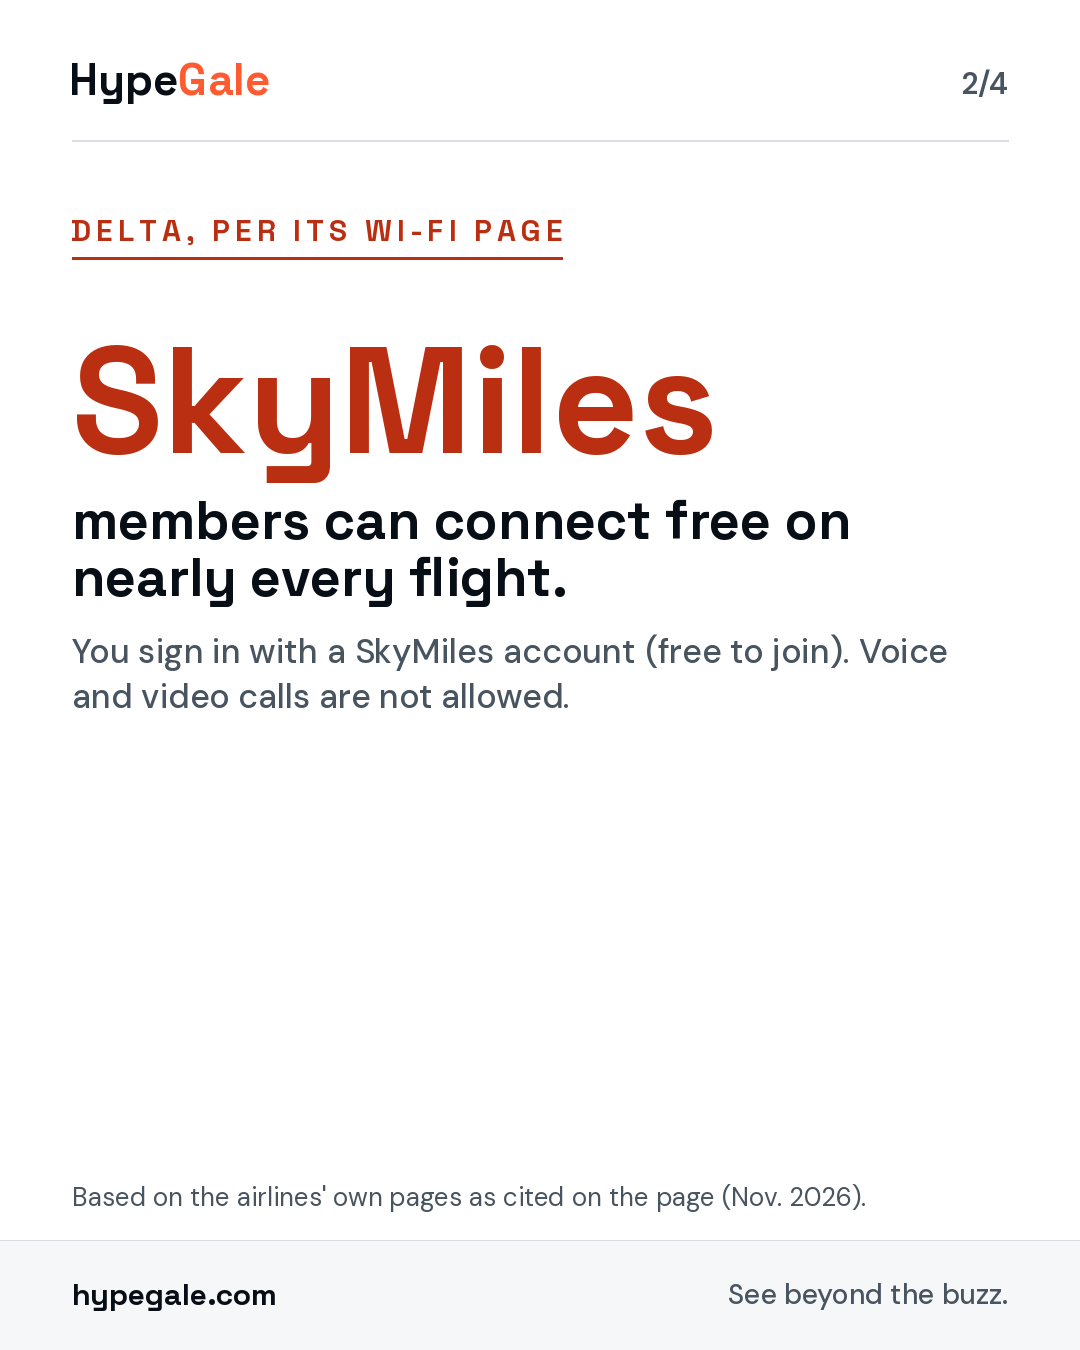 HypeGale
2/4
DELTA, PER ITS WI-FI PAGE
SkyMiles
members can connect free on
nearly every flight.
You sign in with a SkyMiles account (free to join). Voice
and video calls are not allowed.
Based on the airlines' own pages as cited on the page (Nov. 2026).
hypegale.com
See beyond the buzz.